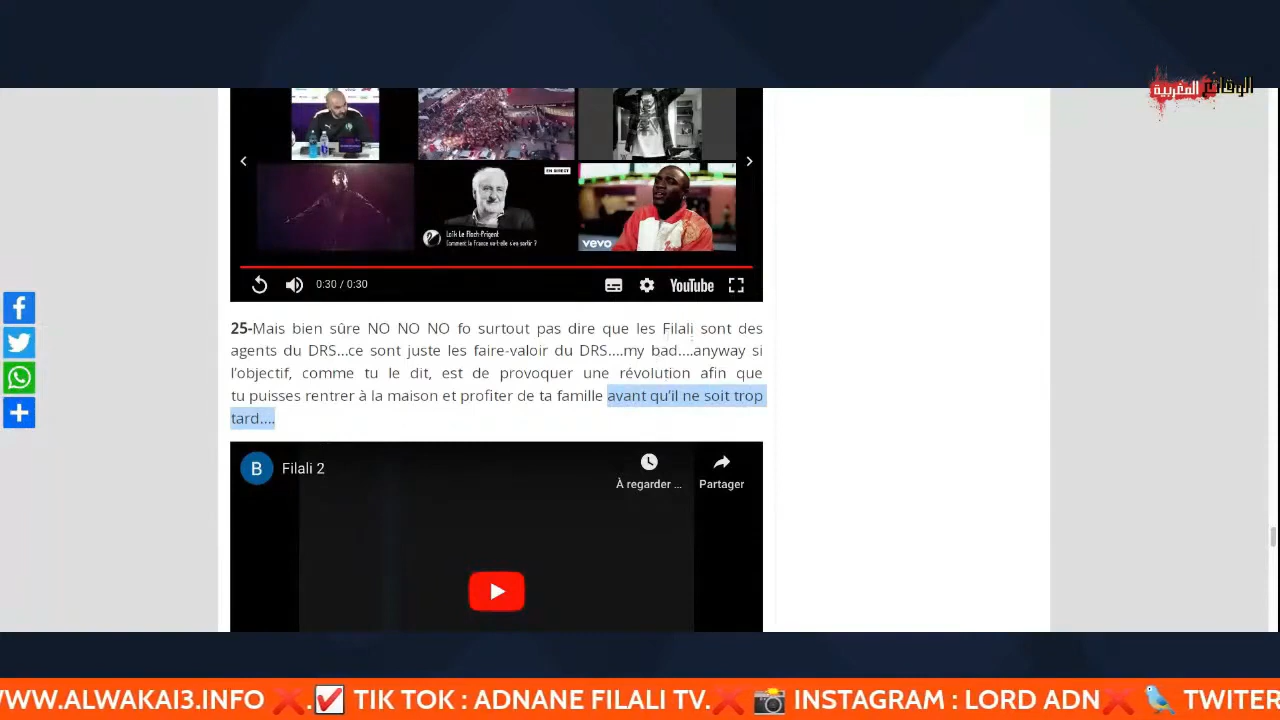 الوقائع المغربية
EN DIRECT
Loïk Le Floch-Prigent
Comment la France va-t-elle s'en sortir ?
vevo
0:30 / 0:30
YouTube
25-Mais bien sûre NO NO NO fo surtout pas dire que les Filali sont des
agents du DRS...ce sont juste les faire-valoir du DRS....my bad....anyway si
l'objectif, comme tu le dit, est de provoquer une révolution afin que
tu puisses rentrer à la maison et profiter de ta famille avant qu'il ne soit trop
tard....
B
Filali 2
À regarder ...
Partager
WWW.ALWAKAI3.INFO ❌.☑ TIK TOK : ADNANE FILALI TV.❌ 📸 INSTAGRAM : LORD ADN❌ 🐦 TWITER